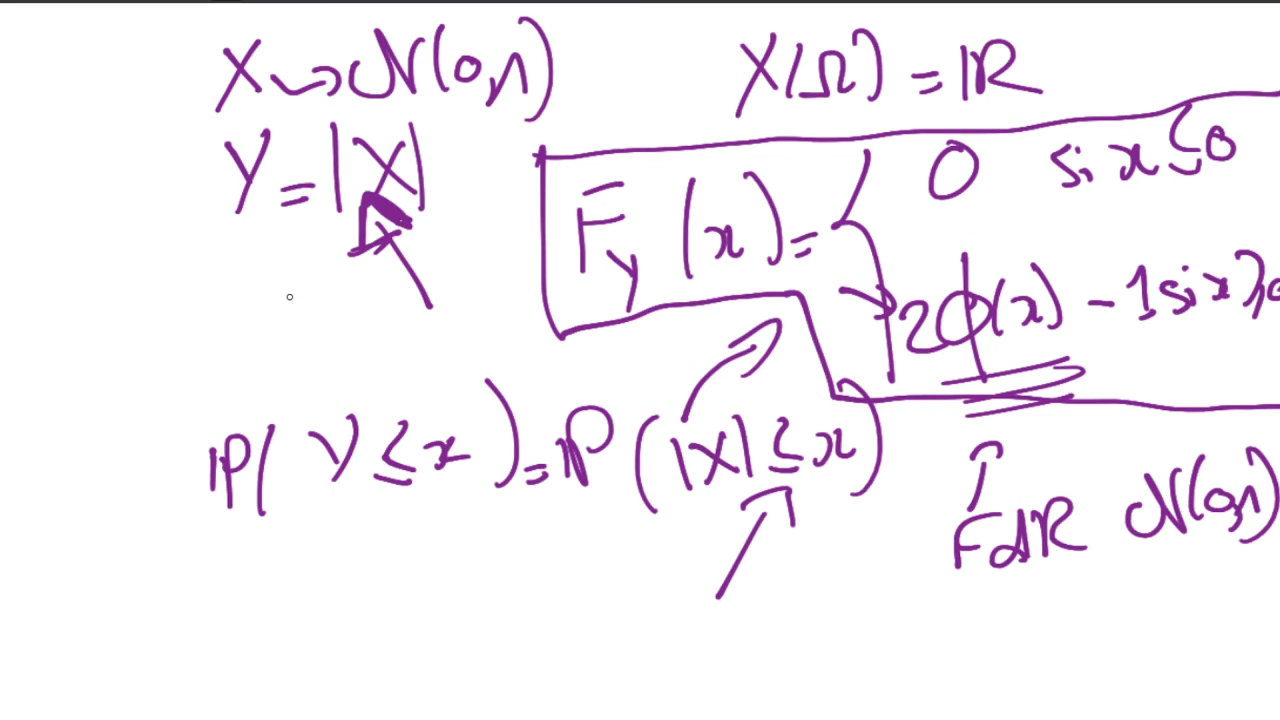 X ↪ N(0,1)   X(Ω) = ℝ
Y = |X|
F_Y(x) = { 0 si x ≤ 0
2ϕ(x) - 1 si x ⩾ 0
ℙ(Y ≤ x) = ℙ(|X| ≤ x)
↑
FdR N(0,1)